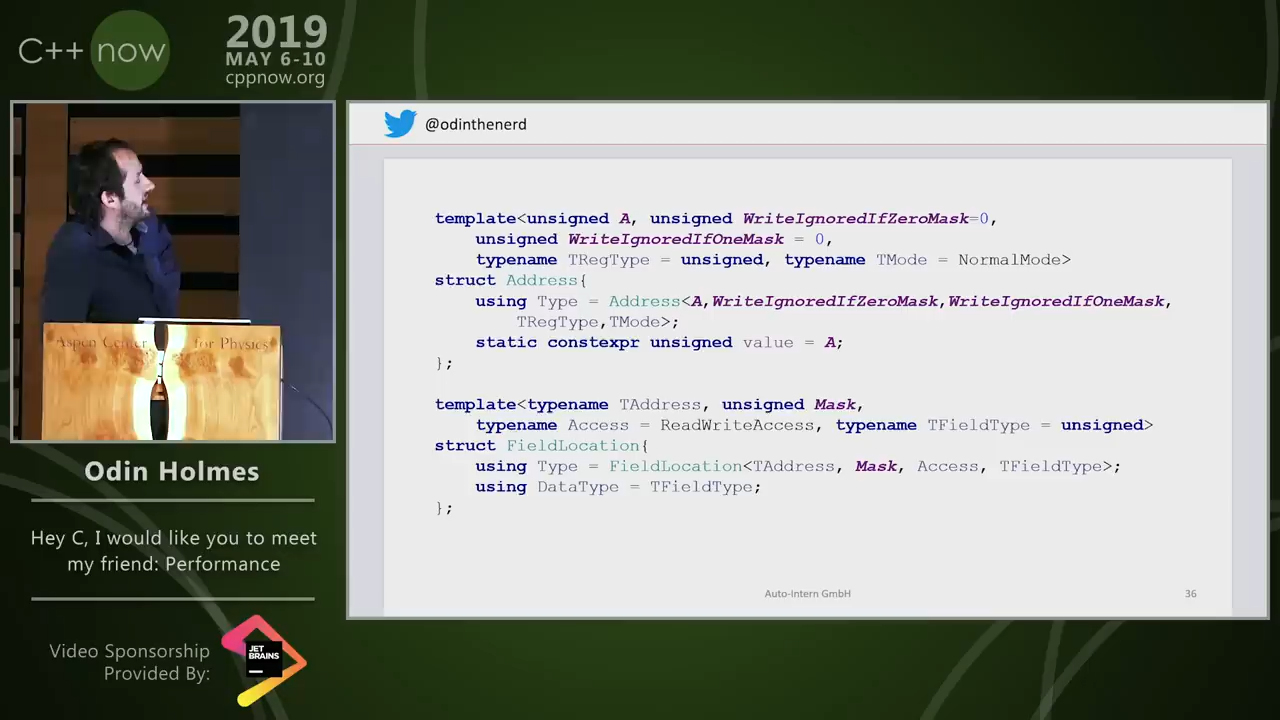 C++ now
2019
MAY 6-10
cppnow.org
@odinthenerd
template<unsigned A, unsigned WriteIgnoredIfZeroMask=0,
unsigned WriteIgnoredIfOneMask = 0,
typename TRegType = unsigned, typename TMode = NormalMode>
struct Address{
using Type = Address<A,WriteIgnoredIfZeroMask,WriteIgnoredIfOneMask,
TRegType,TMode>;
static constexpr unsigned value = A;
};
template<typename TAddress, unsigned Mask,
typename Access = ReadWriteAccess, typename TFieldType = unsigned>
struct FieldLocation{
using Type = FieldLocation<TAddress, Mask, Access, TFieldType>;
using DataType = TFieldType;
};
Auto-Intern GmbH
36
Aspen Center for Physics
Odin Holmes
Hey C, I would like you to meet
my friend: Performance
Video Sponsorship
Provided By:
JET
BRAINS